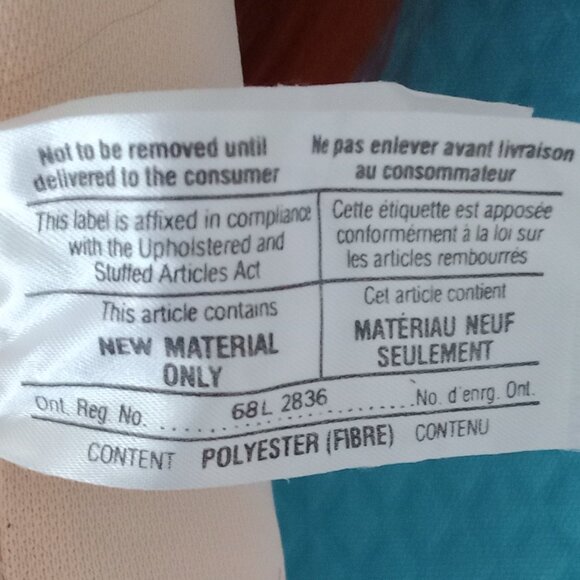 Not to be removed until
delivered to the consumer
Ne pas enlever avant livraison
au consommateur
This label is affixed in compliance
with the Upholstered and
Stuffed Articles Act
Cette étiquette est apposée
conformément à la loi sur
les articles rembourrés
This article contains
NEW MATERIAL
ONLY
Cet article contient
MATÉRIAU NEUF
SEULEMENT
Ont. Reg. No. 68L 2836 No. d'enrg. Ont.
CONTENT POLYESTER (FIBRE) CONTENU